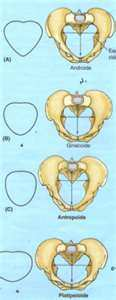 (A)
Androide
(B)
Ginecoide
(C)
Antropoide
Platipeloide